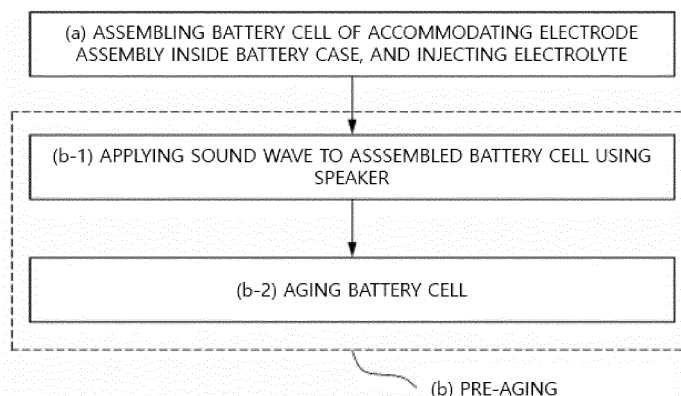 (a) ASSEMBLING BATTERY CELL OF ACCOMMODATING ELECTRODE
ASSEMBLY INSIDE BATTERY CASE, AND INJECTING ELECTROLYTE
(b-1) APPLYING SOUND WAVE TO ASSSEMBLED BATTERY CELL USING
SPEAKER
(b-2) AGING BATTERY CELL
(b) PRE-AGING